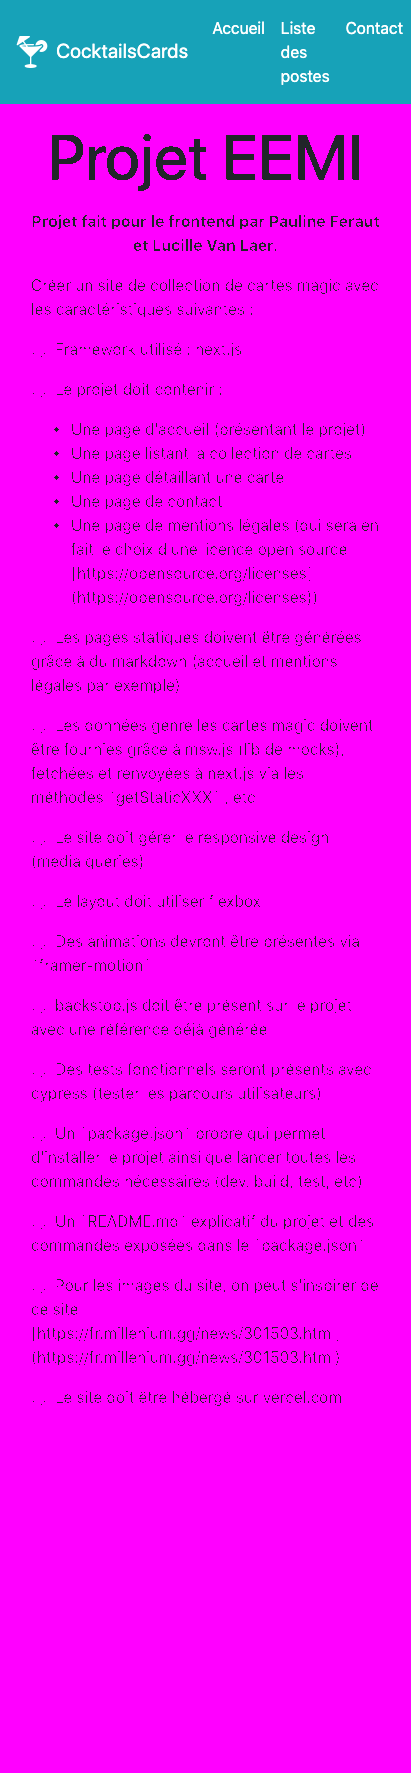 CocktailsCards
Accueil
Liste
des
postes
Contact
Projet EEMI
Projet fait pour le frontend par Pauline Feraut
et Lucille Van Laer.
Créer un site de collection de cartes magic avec
les caractéristiques suivantes :
Framework utilisé : next.js
Le projet doit contenir :
• Une page d'accueil (présentant le projet)
• Une page listant la collection de cartes
• Une page détaillant une carte
• Une page de contact
• Une page de mentions légales (qui sera en
fait le choix d'une licence open source
[https://opensource.org/licenses]
(https://opensource.org/licenses))
Les pages statiques doivent être générées
grâce à du markdown (accueil et mentions
légales par exemple)
Les données genre les cartes magic doivent
être fournies grâce à msw.js (lib de mocks),
fetchées et renvoyées à next.js via les
méthodes `getStaticXXX`, etc
Le site doit gérer le responsive design
(media queries)
Le layout doit utiliser flexbox
Des animations devront être présentes via
`framer-motion`
backstopjs doit être présent sur le projet
avec une référence déjà générée
Des tests fonctionnels seront présents avec
cypress (tester les parcours utilisateurs)
Un `package.json` propre qui permet
d'installer le projet ainsi que lancer toutes les
commandes nécessaires (dev, build, test, etc)
Un `README.md` explicatif du projet et des
commandes exposées dans le `package.json`
Pour les images du site, on peut s'inspirer de
ce site
[https://fr.millenium.gg/news/301503.html]
(https://fr.millenium.gg/news/301503.html)
Le site doit être hébergé sur vercel.com